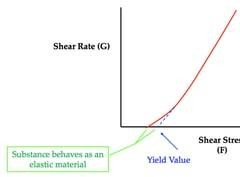 Shear Rate (G)
Shear Stres
(F)
Substance behaves as an
elastic material
Yield Value